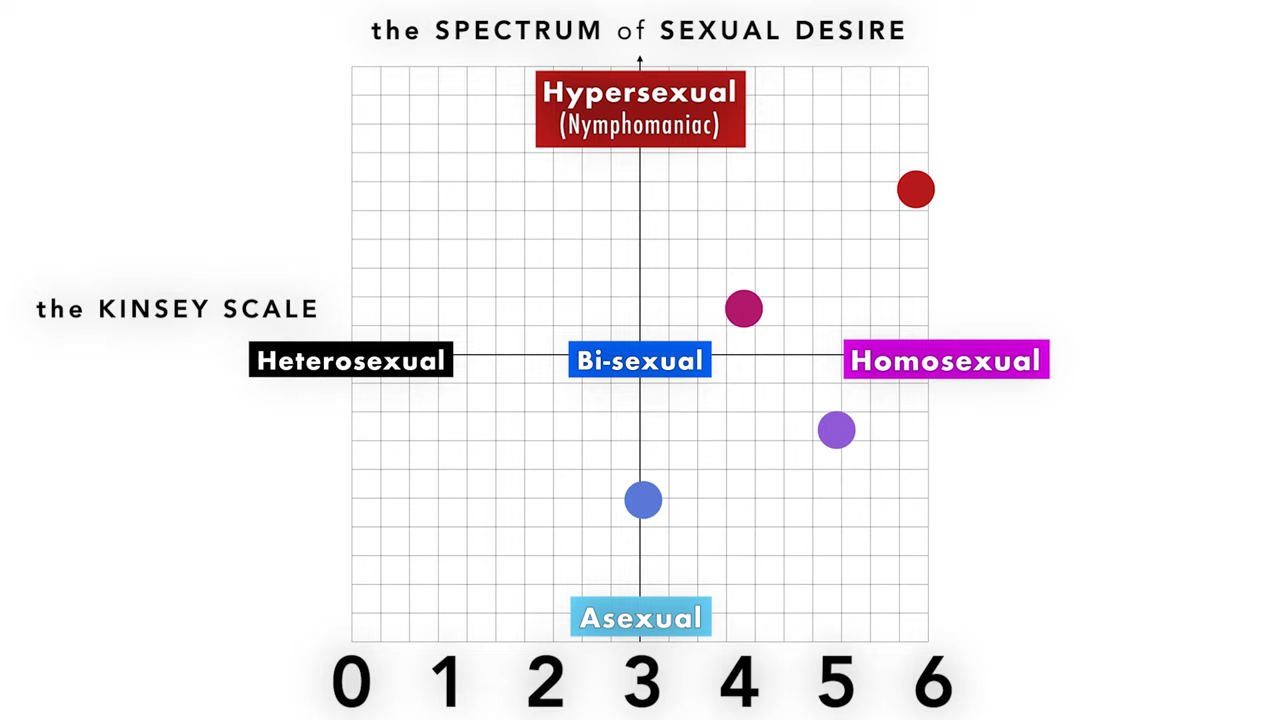 the SPECTRUM of SEXUAL DESIRE
Hypersexual
(Nymphomaniac)
the KINSEY SCALE
Heterosexual
Bi-sexual
Homosexual
Asexual
0 1 2 3 4 5 6